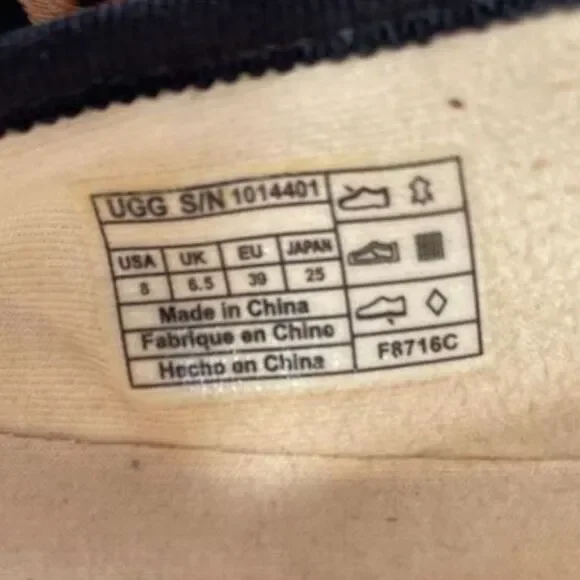 UGG S/N 1014401
USA UK EU JAPAN
8 6.5 39 25
Made in China
Fabrique en Chine
Hecho en China
F8716C